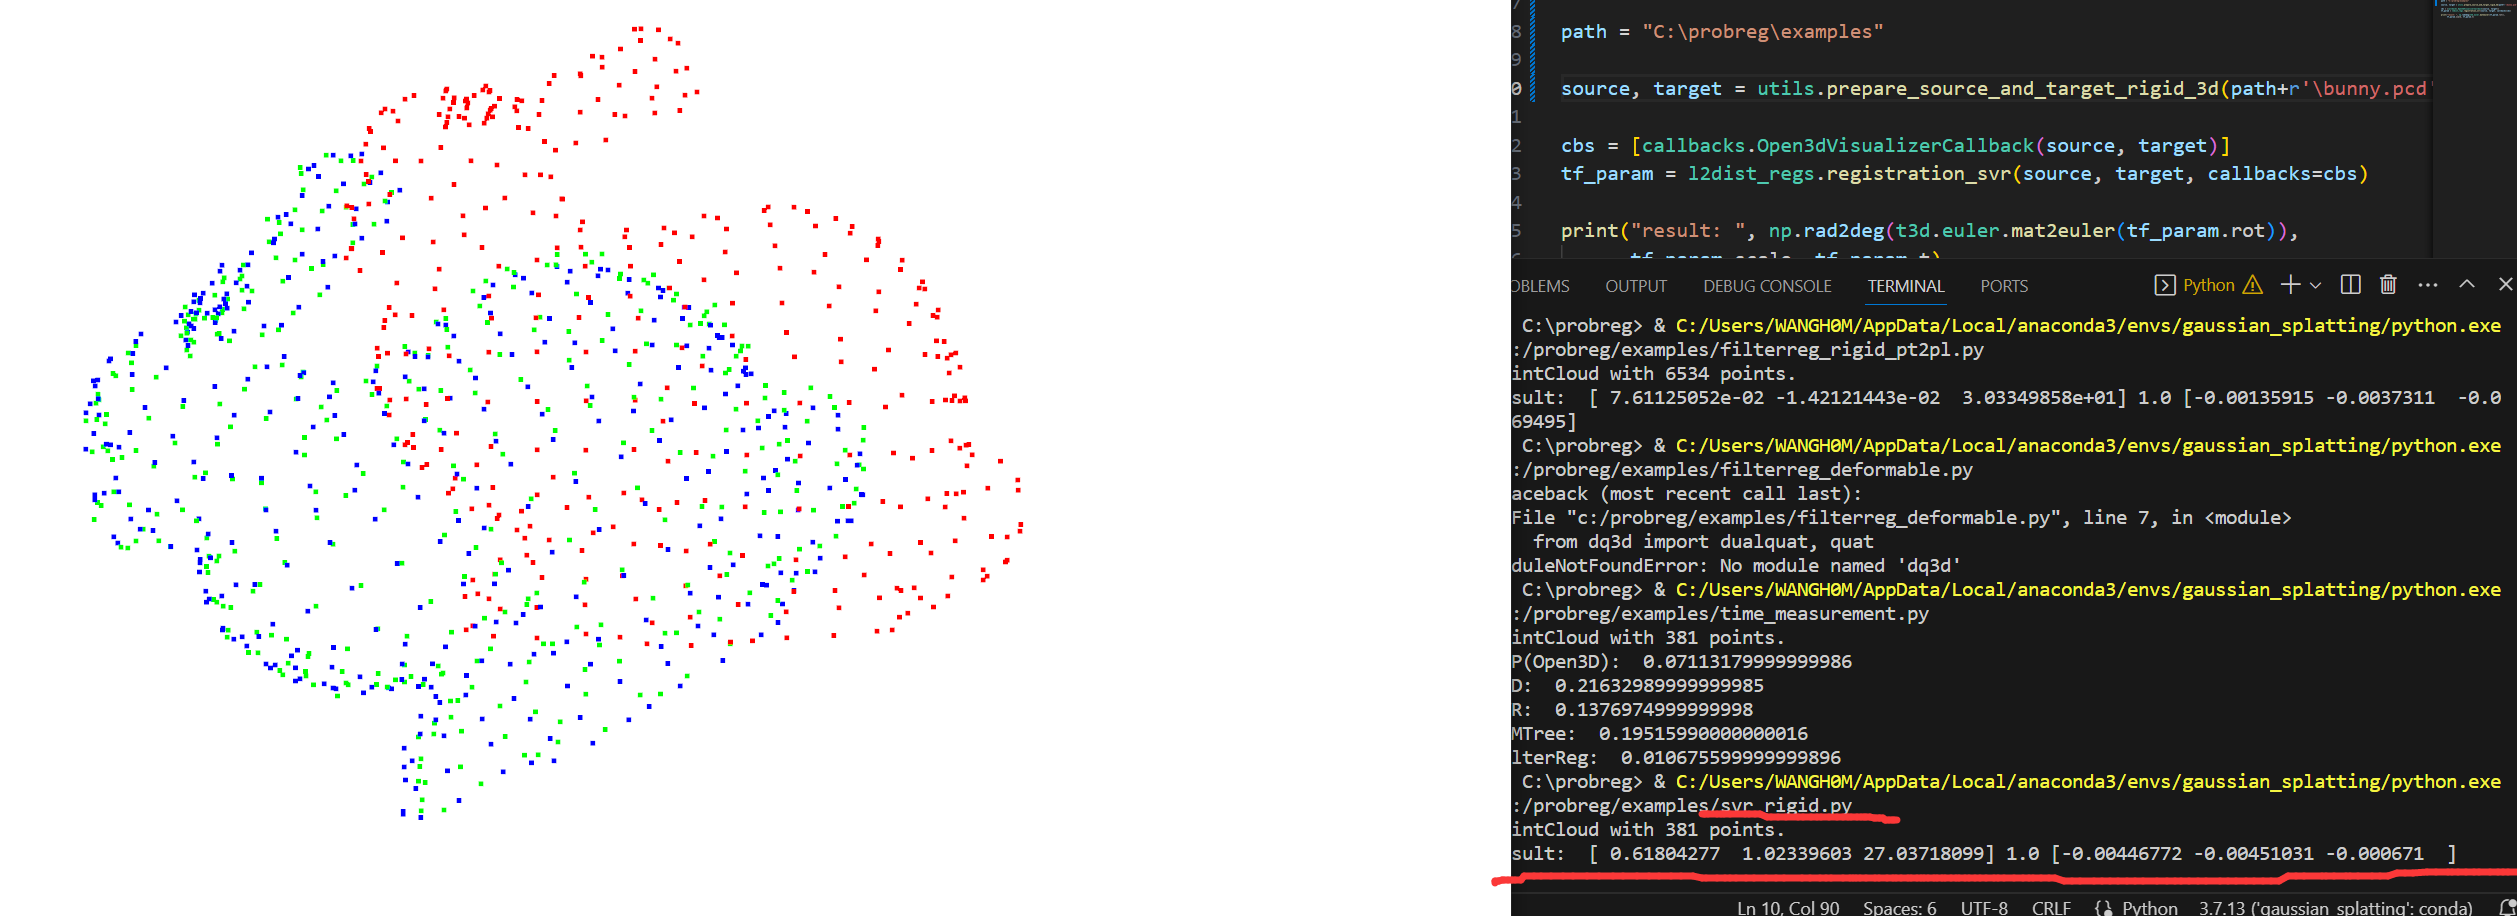 7
8 path = "C:\probreg\examples"
9
0 source, target = utils.prepare_source_and_target_rigid_3d(path+r'\bunny.pcd'
1
2 cbs = [callbacks.Open3dVisualizerCallback(source, target)]
3 tf_param = l2dist_regs.registration_svr(source, target, callbacks=cbs)
4
5 print("result: ", np.rad2deg(t3d.euler.mat2euler(tf_param.rot)),
6 tf_param.scale, tf_param.t)
OBLEMS OUTPUT DEBUG CONSOLE TERMINAL PORTS Python
C:\probreg> & C:/Users/WANGH0M/AppData/Local/anaconda3/envs/gaussian_splatting/python.exe
:/probreg/examples/filterreg_rigid_pt2pl.py
intCloud with 6534 points.
sult:  [ 7.61125052e-02 -1.42121443e-02  3.03349858e+01] 1.0 [-0.00135915 -0.0037311  -0.0
69495]
C:\probreg> & C:/Users/WANGH0M/AppData/Local/anaconda3/envs/gaussian_splatting/python.exe
:/probreg/examples/filterreg_deformable.py
aceback (most recent call last):
File "c:/probreg/examples/filterreg_deformable.py", line 7, in <module>
from dq3d import dualquat, quat
duleNotFoundError: No module named 'dq3d'
C:\probreg> & C:/Users/WANGH0M/AppData/Local/anaconda3/envs/gaussian_splatting/python.exe
:/probreg/examples/time_measurement.py
intCloud with 381 points.
P(Open3D):  0.07113179999999986
D:  0.21632989999999985
R:  0.1376974999999998
MTree:  0.19515990000000016
lterReg:  0.010675599999999896
C:\probreg> & C:/Users/WANGH0M/AppData/Local/anaconda3/envs/gaussian_splatting/python.exe
:/probreg/examples/svr_rigid.py
intCloud with 381 points.
sult:  [ 0.61804277  1.02339603 27.03718099] 1.0 [-0.00446772 -0.00451031 -0.000671  ]
Ln 10, Col 90 Spaces: 6 UTF-8 CRLF {} Python 3.7.13 ('gaussian_splatting': conda)